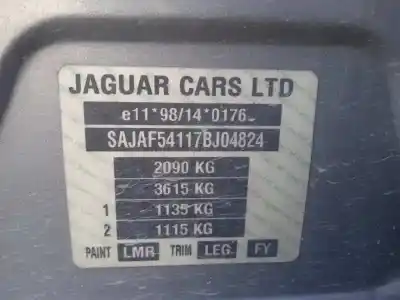 JAGUAR CARS LTD
e11*98/14*0176
SAJAF54117BJ04824
2090 KG
3615 KG
1 1135 KG
2 1115 KG
PAINT LMR TRIM LEG FY